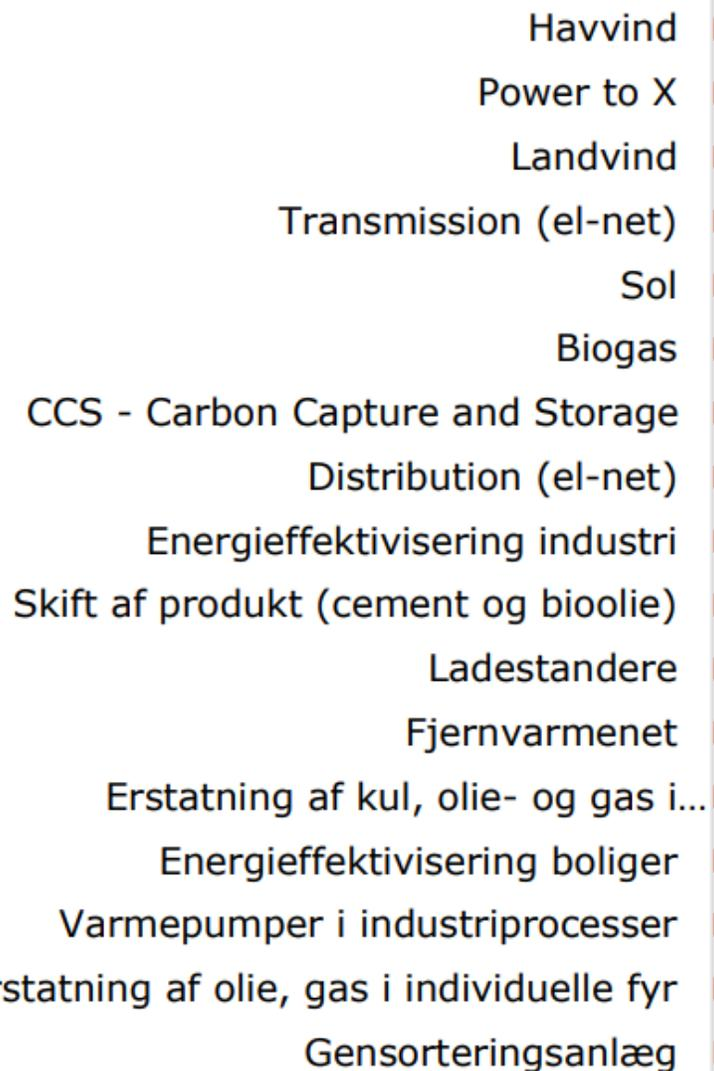 Havvind
Power to X
Landvind
Transmission (el-net)
Sol
Biogas
CCS - Carbon Capture and Storage
Distribution (el-net)
Energieffektivisering industri
Skift af produkt (cement og bioolie)
Ladestandere
Fjernvarmenet
Erstatning af kul, olie- og gas i...
Energieffektivisering boliger
Varmepumper i industriprocesser
rstatning af olie, gas i individuelle fyr
Gensorteringsanlæg